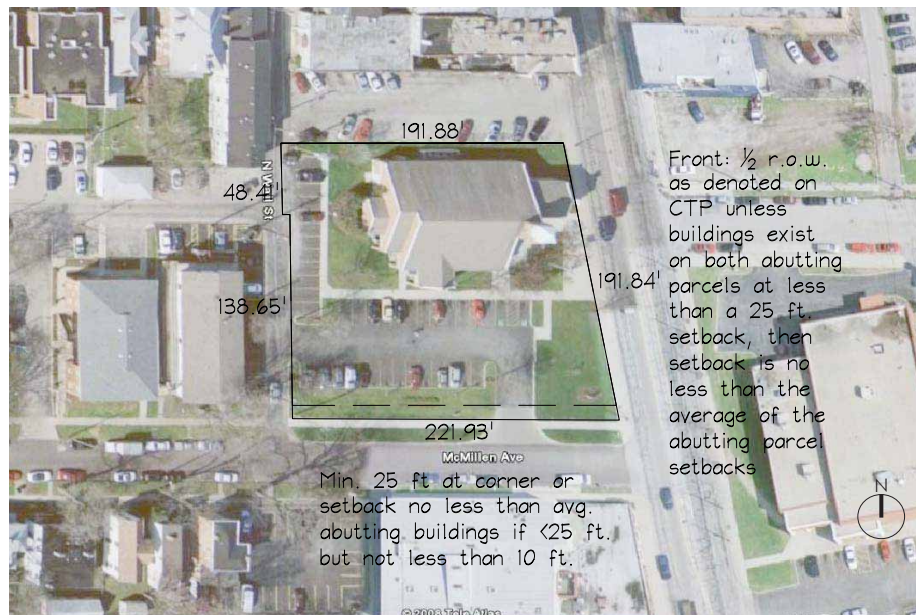 191.88'
N Wall St
48.41'
Front: ½ r.o.w.
as denoted on
CTP unless
buildings exist
on both abutting
parcels at less
than a 25 ft.
setback, then
setback is no
less than the
average of the
abutting parcel
setbacks
191.84'
138.65'
221.93'
McMillen Ave
Min. 25 ft at corner or
setback no less than avg.
abutting buildings if <25 ft.
but not less than 10 ft.
N
© 2008 Tele Atlas